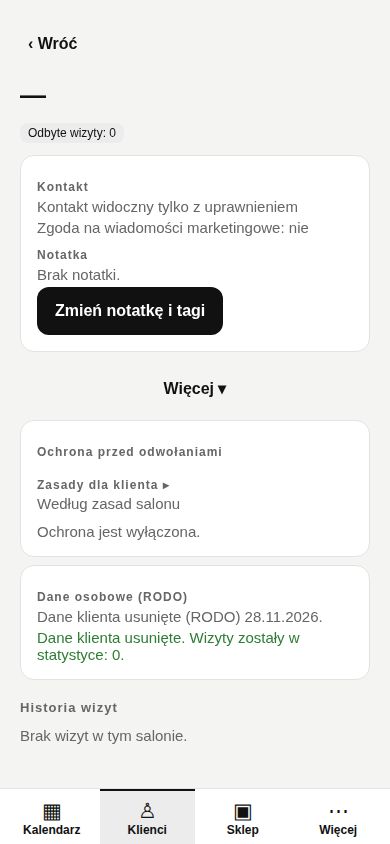 ‹ Wróć
—
Odbyte wizyty: 0
Kontakt
Kontakt widoczny tylko z uprawnieniem
Zgoda na wiadomości marketingowe: nie
Notatka
Brak notatki.
Zmień notatkę i tagi
Więcej ▾
Ochrona przed odwołaniami
Zasady dla klienta ▸
Według zasad salonu
Ochrona jest wyłączona.
Dane osobowe (RODO)
Dane klienta usunięte (RODO) 28.11.2026.
Dane klienta usunięte. Wizyty zostały w
statystyce: 0.
Historia wizyt
Brak wizyt w tym salonie.
Kalendarz
Klienci
Sklep
Więcej